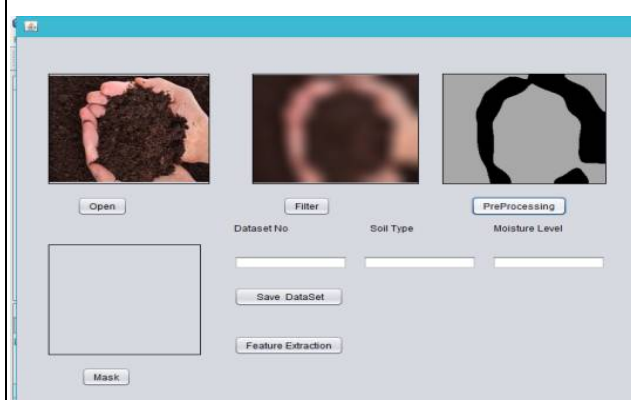 Open
Filter
PreProcessing
Dataset No
Soil Type
Moisture Level
Save DataSet
Feature Extraction
Mask